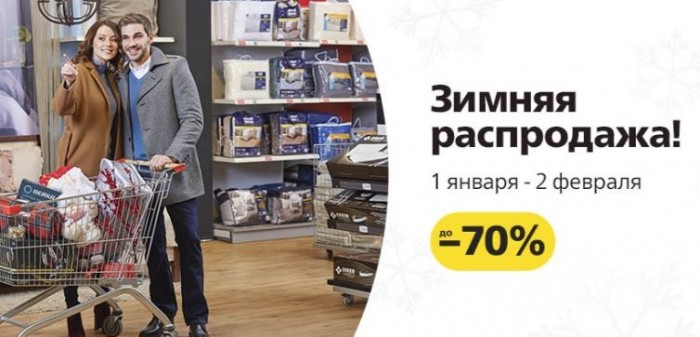 Зимняя
распродажа!
1 января - 2 февраля
до
-70%